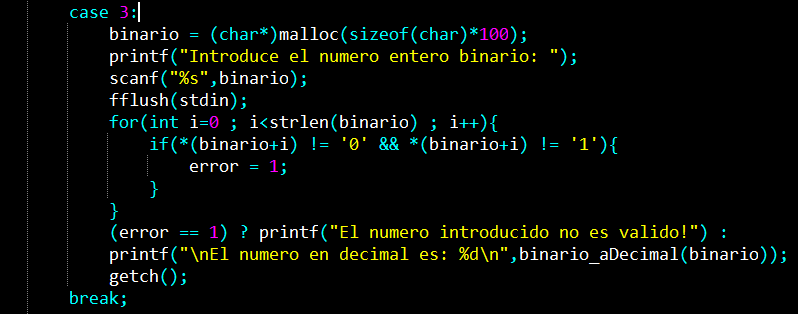 case 3:
binario = (char*)malloc(sizeof(char)*100);
printf("Introduce el numero entero binario: ");
scanf("%s",binario);
fflush(stdin);
for(int i=0 ; i<strlen(binario) ; i++){
if(*(binario+i) != '0' && *(binario+i) != '1'){
error = 1;
}
}
(error == 1) ? printf("El numero introducido no es valido!") :
printf("\nEl numero en decimal es: %d\n",binario_aDecimal(binario));
getch();
break;